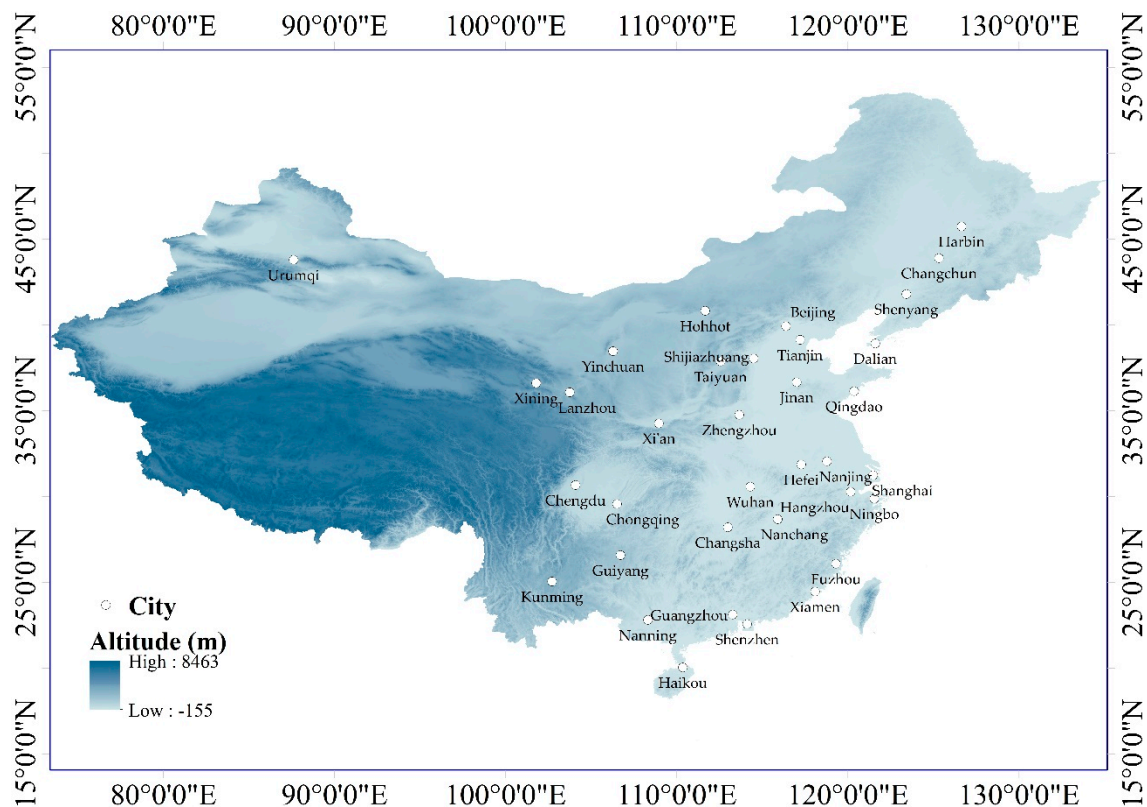 80°0'0"E 90°0'0"E 100°0'0"E 110°0'0"E 120°0'0"E 130°0'0"E
55°0'0"N
55°0'0"N
45°0'0"N
45°0'0"N
35°0'0"N
35°0'0"N
25°0'0"N
25°0'0"N
15°0'0"N
15°0'0"N
Harbin
Urumqi
Changchun
Shenyang
Beijing
Hohhot
Tianjin
Dalian
Shijiazhuang
Yinchuan
Taiyuan
Xining
Lanzhou
Jinan
Qingdao
Zhengzhou
Xi'an
Hefei
Nanjing
Shanghai
Chengdu
Wuhan
Hangzhou
Ningbo
Chongqing
Nanchang
Changsha
Guiyang
Fuzhou
Kunming
Xiamen
Guangzhou
Nanning
Shenzhen
Haikou
City
Altitude (m)
High : 8463
Low : -155
80°0'0"E 90°0'0"E 100°0'0"E 110°0'0"E 120°0'0"E 130°0'0"E